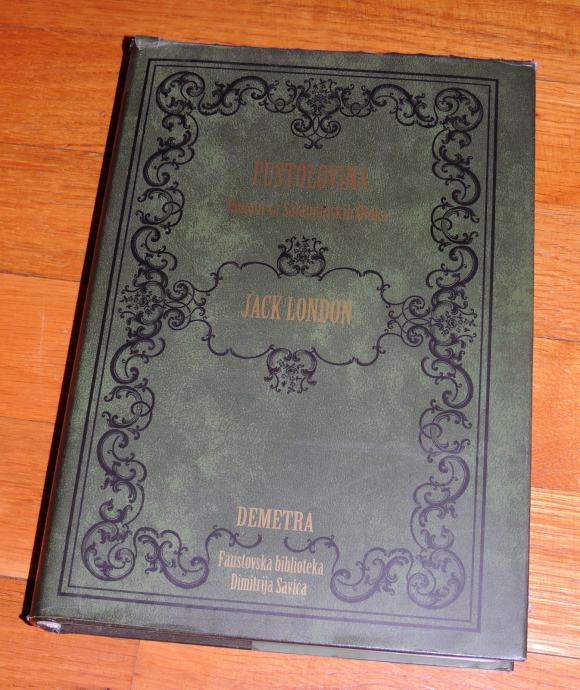 PUSTOLOVINA
JACK LONDON
DEMETRA
Faustovska biblioteka
Dimitrija Savića